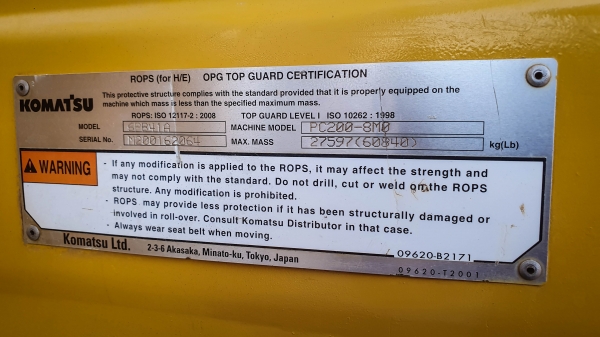 ROPS (for H/E) OPG TOP GUARD CERTIFICATION
KOMATSU
This protective structure complies with the standard provided that it is properly equipped on the
machine which mass is less than the specified maximum mass.
ROPS: ISO 12117-2 : 2008 TOP GUARD LEVEL I ISO 10262 : 1998
MODEL MACHINE MODEL PC200-8M0
SERIAL No. MAX. MASS 27597(60840) kg(Lb)
WARNING
- If any modification is applied to the ROPS, it may affect the strength and
may not comply with the standard. Do not drill, cut or weld on the ROPS
structure. Any modification is prohibited.
- ROPS may provide less protection if it has been structurally damaged or
involved in roll-over. Consult Komatsu Distributor in that case.
- Always wear seat belt when moving.
Komatsu Ltd. 2-3-6 Akasaka, Minato-ku, Tokyo, Japan
09620-B2171
09620-T2001